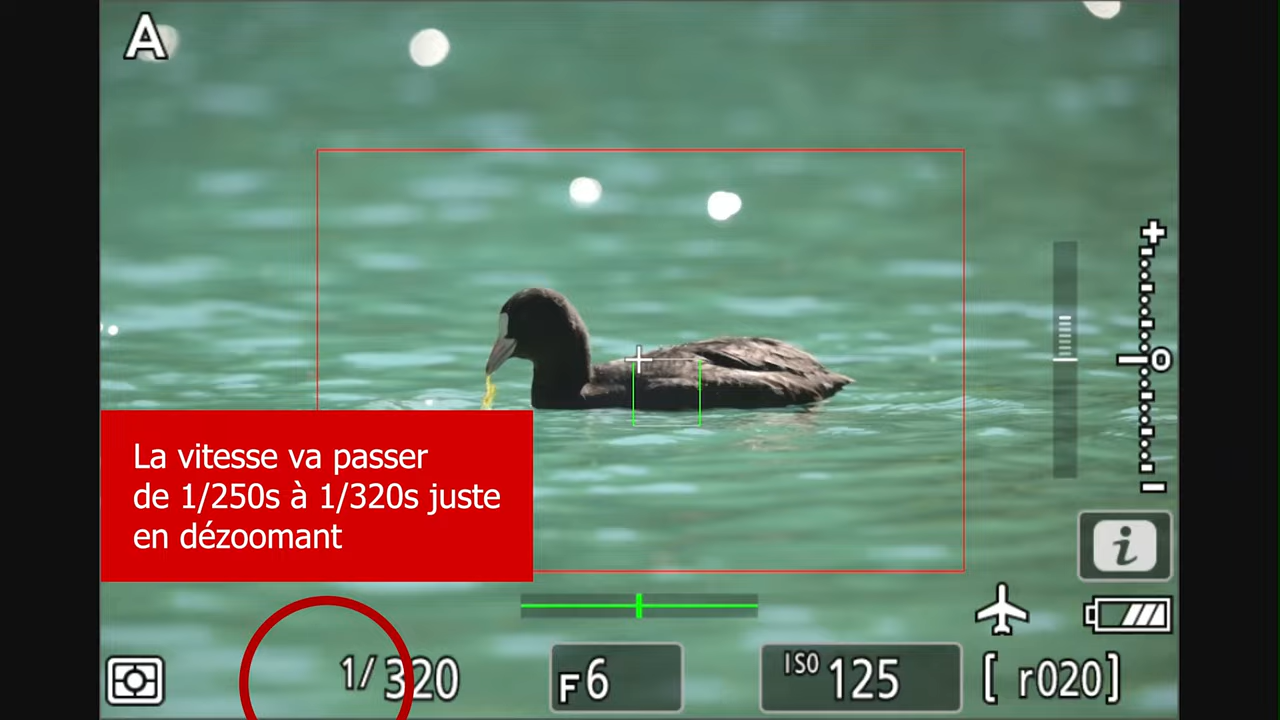 A
La vitesse va passer
de 1/250s à 1/320s juste
en dézoomant
i
1/320 F6 ISO 125 [ r020]